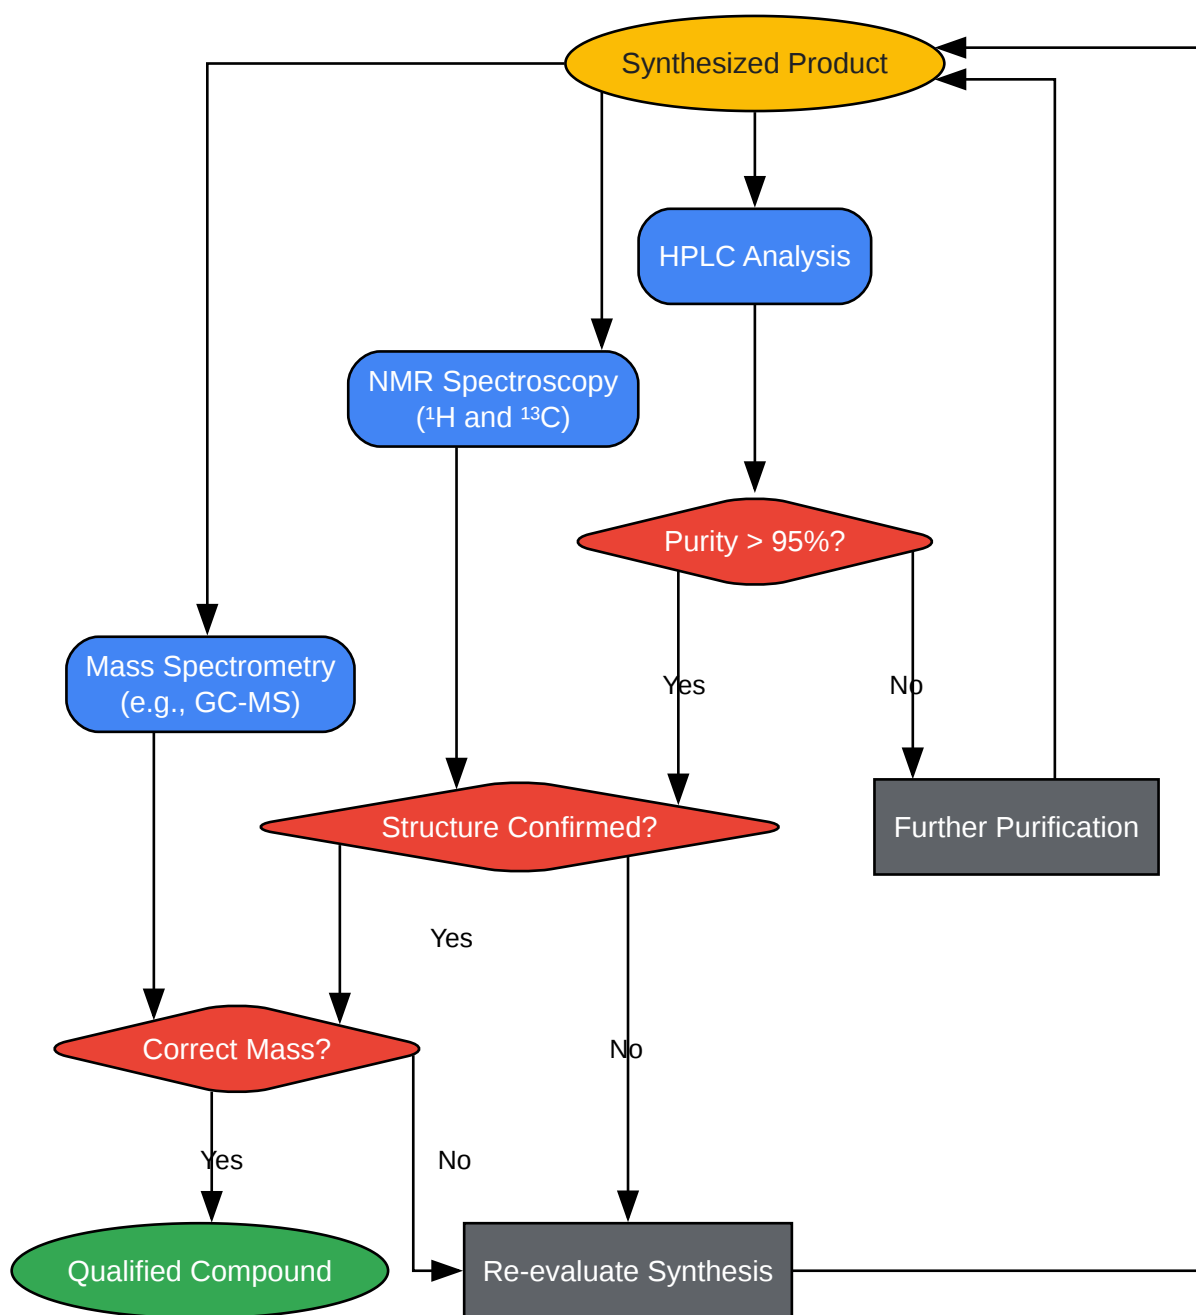 Synthesized Product
HPLC Analysis
NMR Spectroscopy
(¹H and ¹³C)
Purity > 95%?
Mass Spectrometry
(e.g., GC-MS)
Yes
No
Structure Confirmed?
Further Purification
Yes
Correct Mass?
No
Yes
No
Qualified Compound
Re-evaluate Synthesis